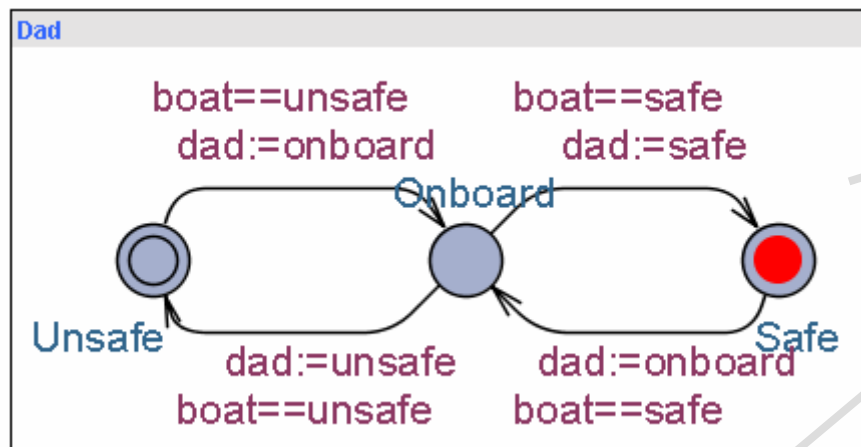 Dad
boat==unsafe boat==safe
dad:=onboard dad:=safe
Onboard
Unsafe Safe
dad:=unsafe dad:=onboard
boat==unsafe boat==safe